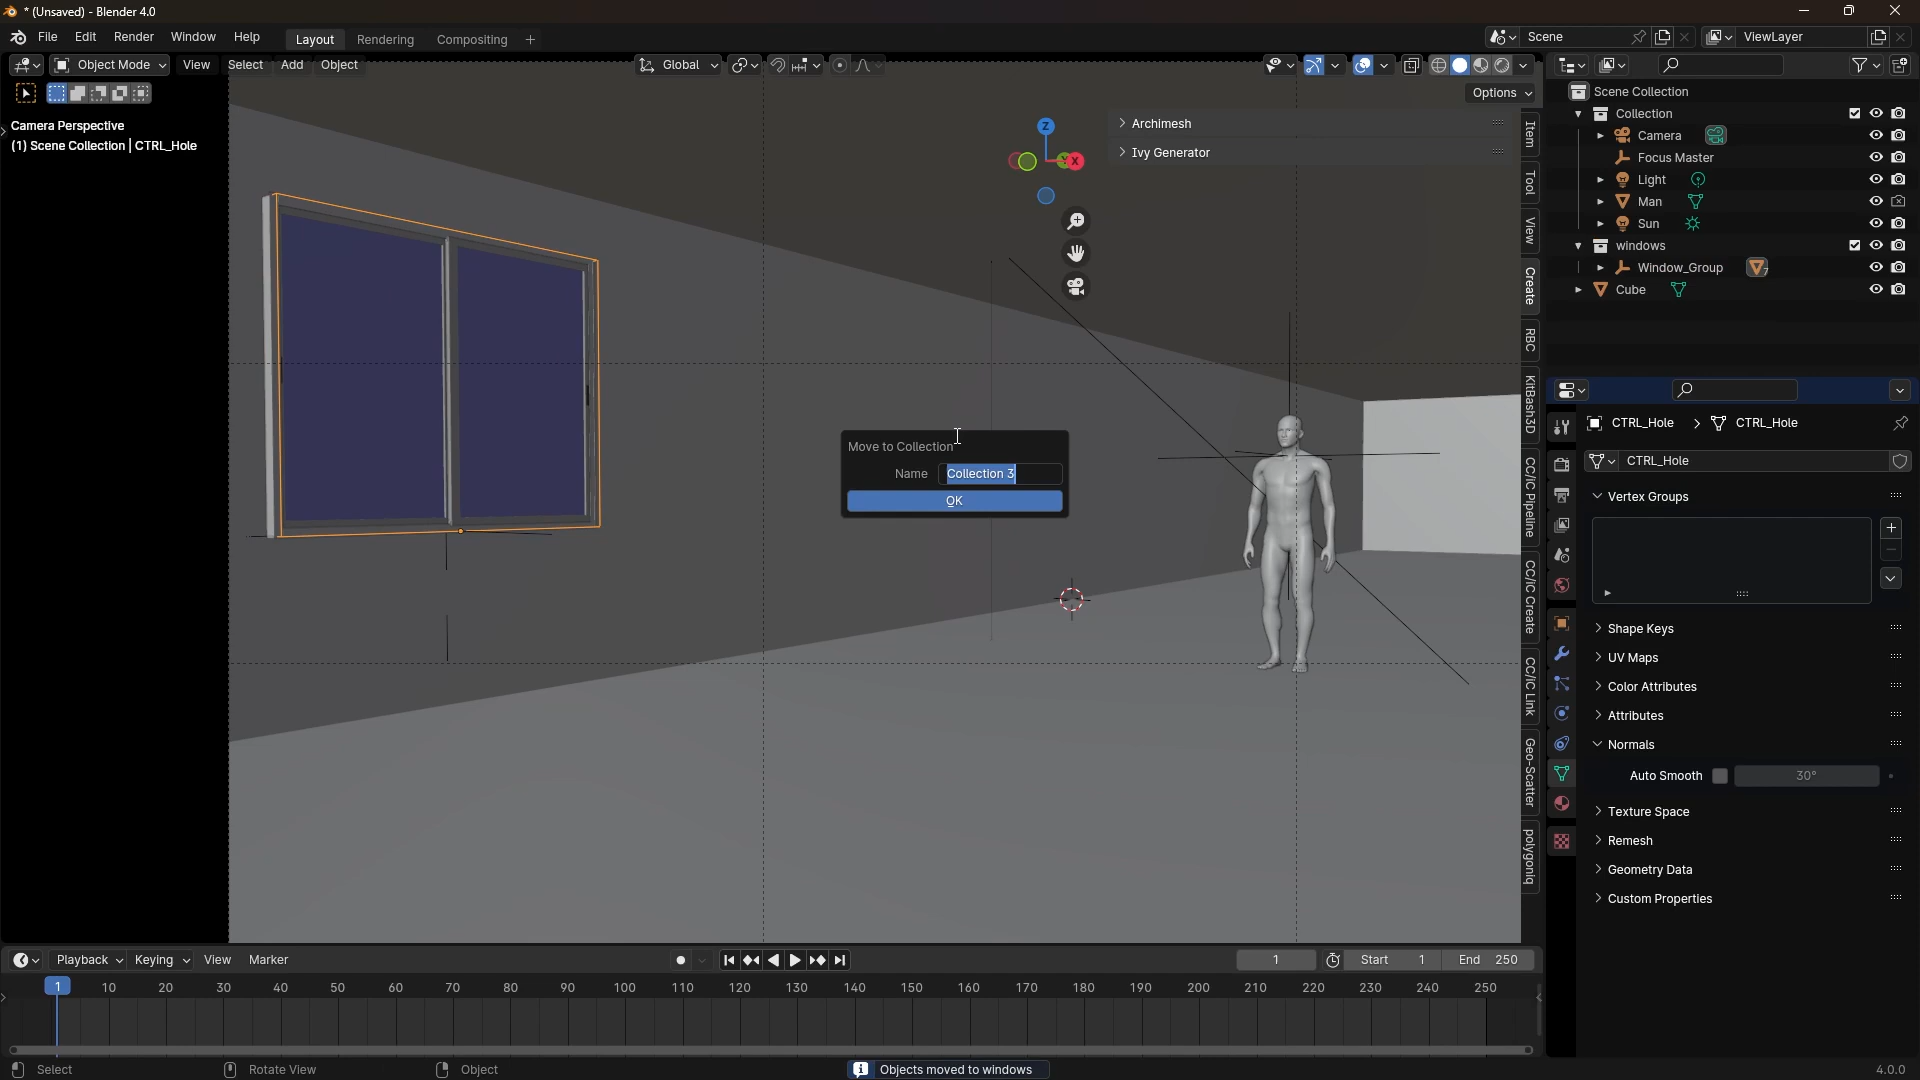 * (Unsaved) - Blender 4.0
File Edit Render Window Help Layout Rendering Compositing + Scene ViewLayer
Object Mode View Select Add Object Global
Options
Camera Perspective
(1) Scene Collection | CTRL_Hole
Archimesh
Ivy Generator
Z
X
Item
Tool
View
Create
RBC
KitBash3D
CC/iC Pipeline
CC/iC Create
CC/iC Link
Geo-Scatter
polygoniq
Move to Collection
Name Collection 3
OK
Scene Collection
Collection
Camera
Focus Master
Light
Man
Sun
windows
Window_Group 7
Cube
CTRL_Hole > CTRL_Hole
CTRL_Hole
Vertex Groups
Shape Keys
UV Maps
Color Attributes
Attributes
Normals
Auto Smooth 30°
Texture Space
Remesh
Geometry Data
Custom Properties
Playback Keying View Marker 1 Start 1 End 250
1 10 20 30 40 50 60 70 80 90 100 110 120 130 140 150 160 170 180 190 200 210 220 230 240 250
Select Rotate View Object Objects moved to windows 4.0.0